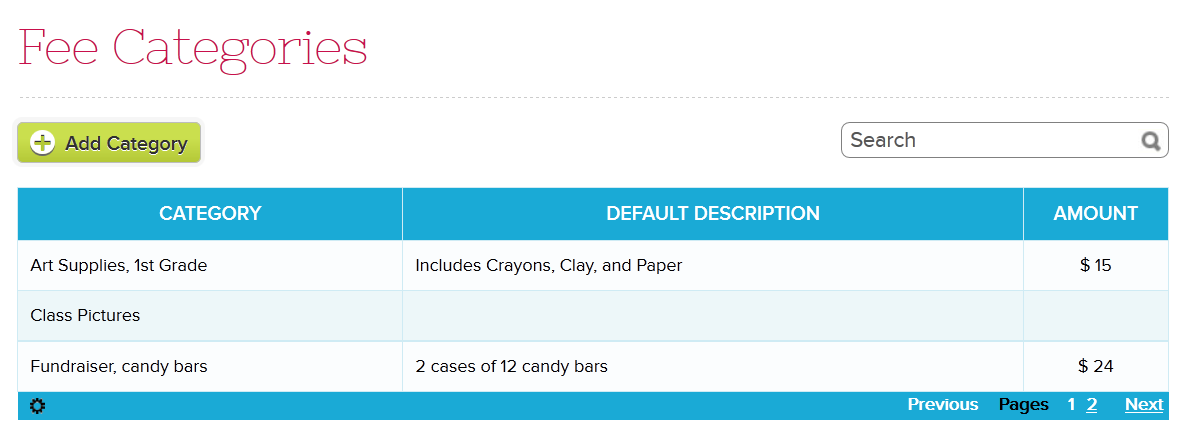 Fee Categories
Add Category
Search
CATEGORY DEFAULT DESCRIPTION AMOUNT
Art Supplies, 1st Grade Includes Crayons, Clay, and Paper $ 15
Class Pictures
Fundraiser, candy bars 2 cases of 12 candy bars $ 24
Previous Pages 1 2 Next